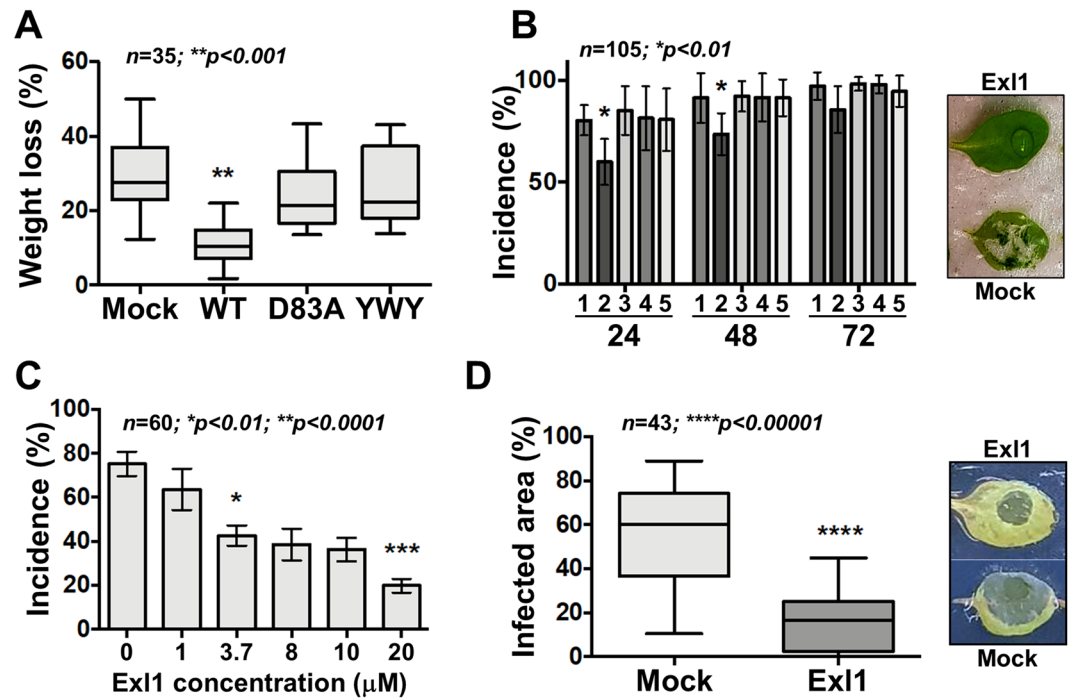 A
n=35; **p<0.001
Weight loss (%)
60
40
20
0
**
Mock WT D83A YWY
B
n=105; *p<0.01
Incidence (%)
100
50
0
* *
1 2 3 4 5 1 2 3 4 5 1 2 3 4 5
24 48 72
Exl1
Mock
C
n=60; *p<0.01; **p<0.0001
Incidence (%)
100
80
60
40
20
0
*
***
0 1 3.7 8 10 20
Exl1 concentration (μM)
D
n=43; ****p<0.00001
Infected area (%)
100
80
60
40
20
0
****
Mock Exl1
Exl1
Mock